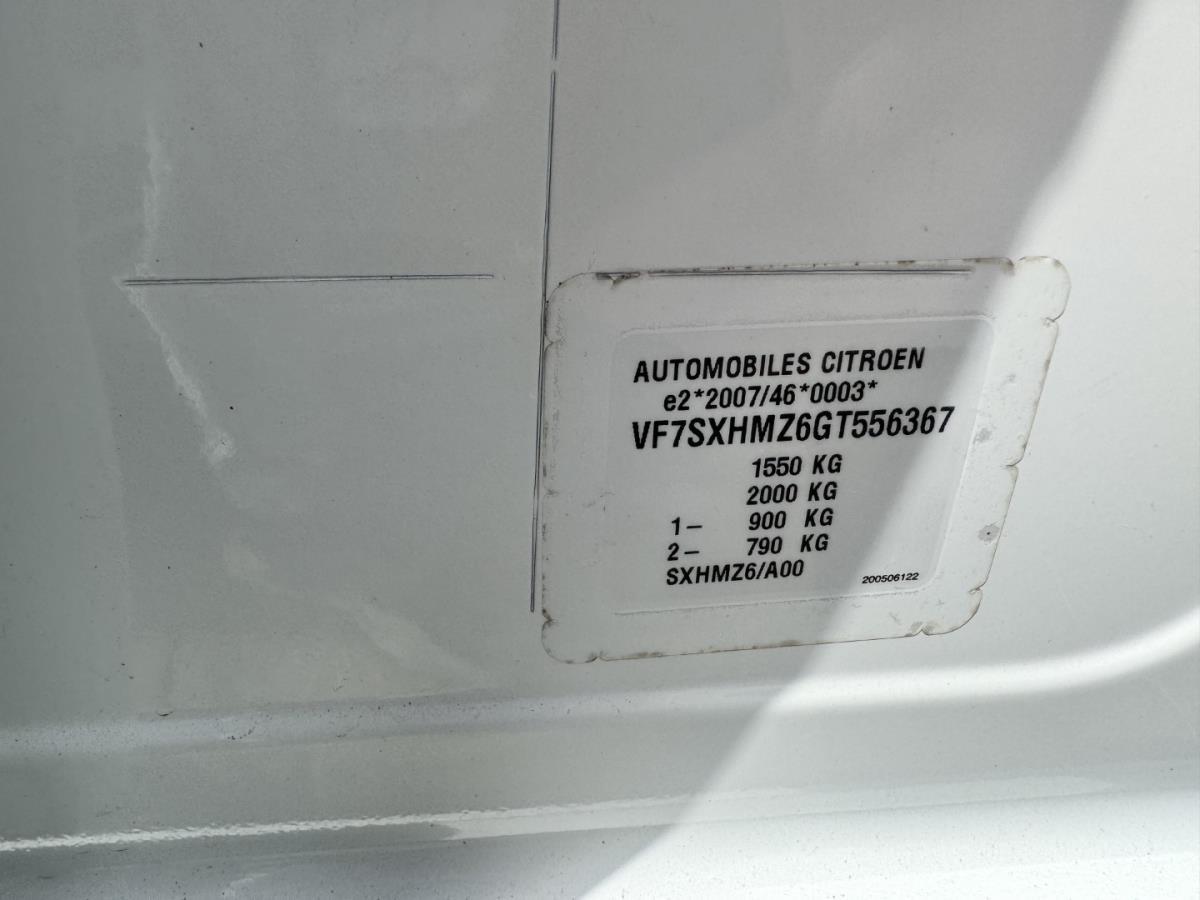 AUTOMOBILES CITROEN
e2*2007/46*0003*
VF7SXHMZ6GT556367
1550 KG
2000 KG
1– 900 KG
2– 790 KG
SXHMZ6/A00
200506122